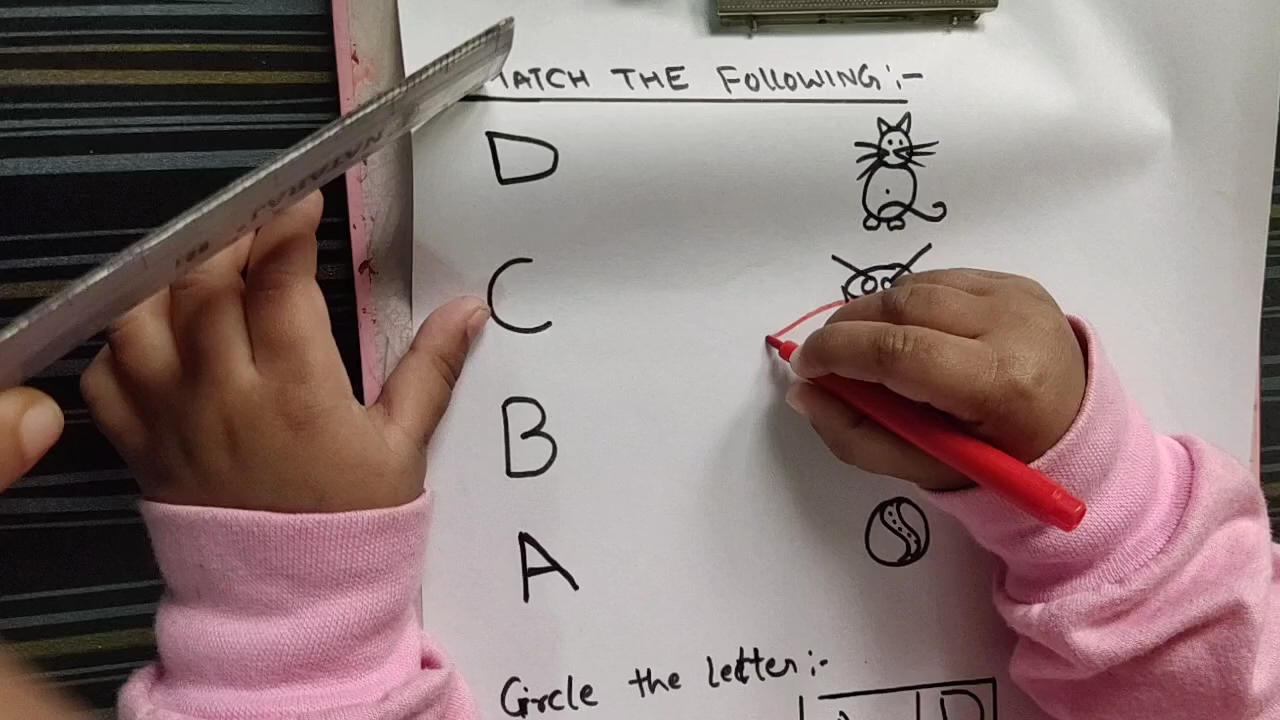 MATCH THE FOLLOWING:-
D
C
B
A
Circle the letter:-
D